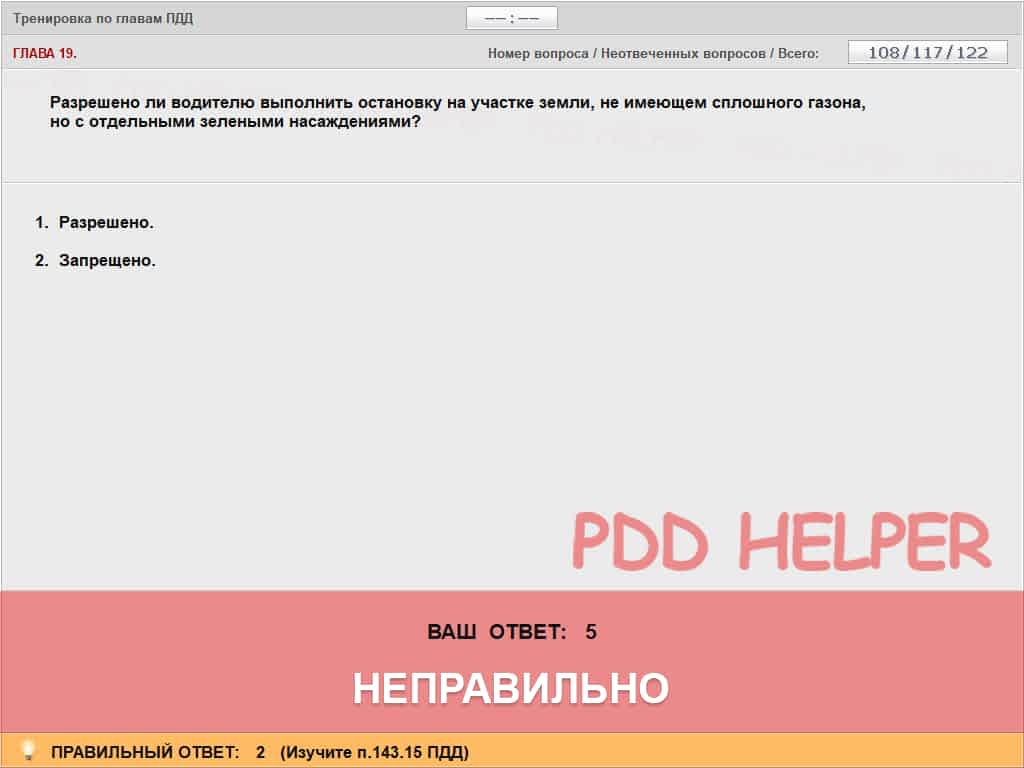 Тренировка по главам ПДД
−− : −−
ГЛАВА 19.
Номер вопроса / Неотвеченных вопросов / Всего:
108/117/122
Разрешено ли водителю выполнить остановку на участке земли, не имеющем сплошного газона,
но с отдельными зелеными насаждениями?
1. Разрешено.
2. Запрещено.
PDD HELPER
ВАШ ОТВЕТ: 5
НЕПРАВИЛЬНО
ПРАВИЛЬНЫЙ ОТВЕТ: 2 (Изучите п.143.15 ПДД)